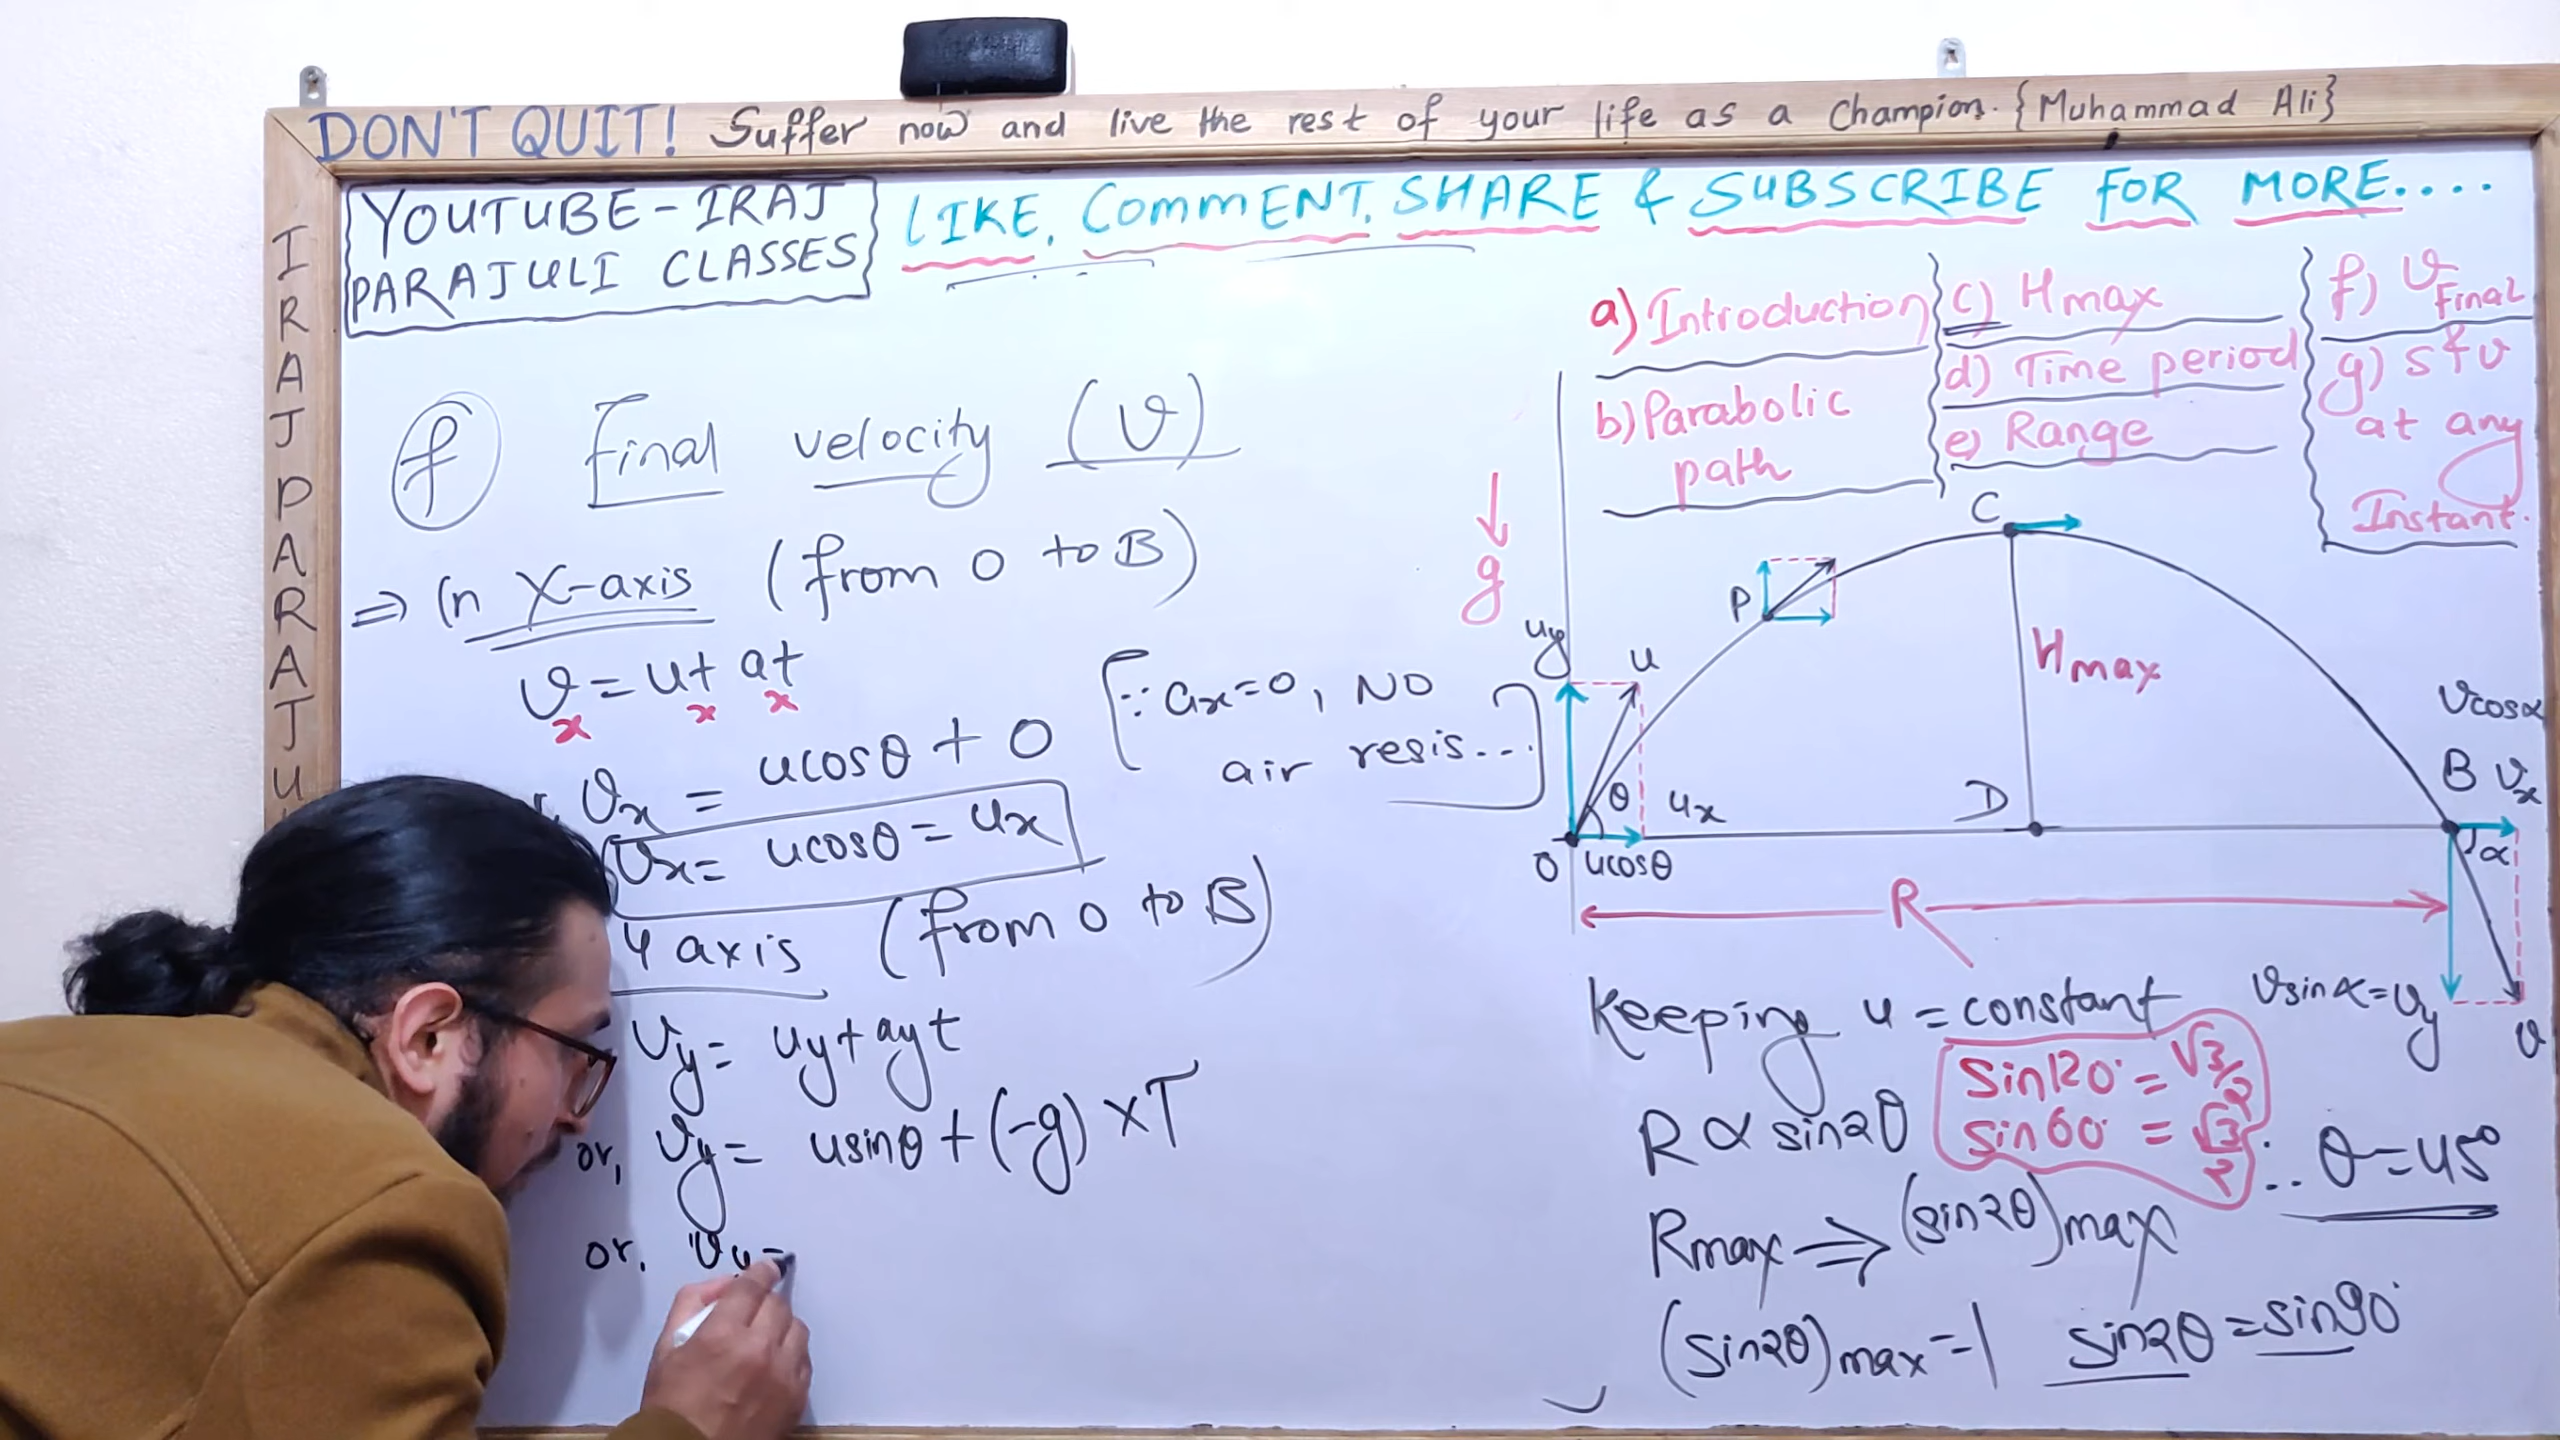 DON'T QUIT! Suffer now and live the rest of your life as a Champion. {Muhammad Ali}
IRAJ PARAJU
YOUTUBE-IRAJ
PARAJULI CLASSES
LIKE, COMMENT, SHARE & SUBSCRIBE FOR MORE....
a) Introduction
b) Parabolic
path
c) Hmax
d) Time period
e) Range
f) v Final
g) s & v
at any
Instant.
f Final velocity (v)
⇒ In X-axis (from O to B)
v = u + at
x x x
vx = ucosθ + 0 [∵ ax=0, NO
air resis...]
vx = ucosθ = ux
Y axis (from O to B)
vy = uy + ayt
or, vy = usinθ + (-g) × T
or, vy =
g
uy
u
P
C
Hmax
θ
ux
O
ucosθ
D
vcosα
B vx
α
R
vsinα = vy
v
Keeping u = constant
R ∝ sin2θ
Sin120° = √3/2
Sin60° = √3/2
∴ θ = 45°
Rmax ⇒ (sin2θ)max
(sin2θ)max = 1 sin2θ = sin90°